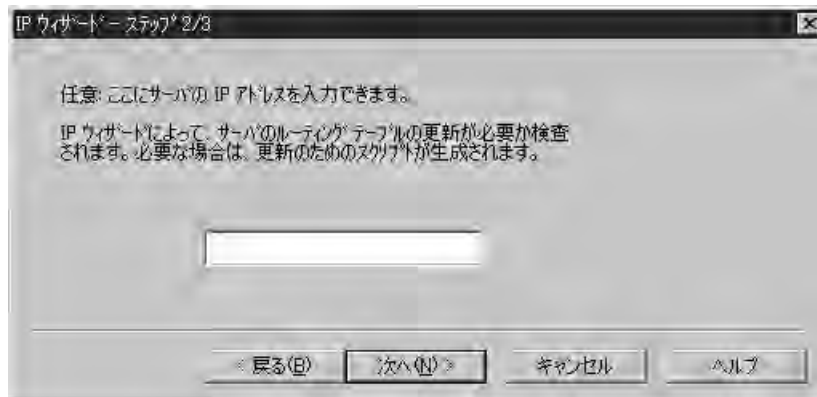 IP ウィザード - ステップ 2/3
任意: ここにサーバの IP アドレスを入力できます。
IP ウィザードによって、サーバのルーティング テーブルの更新が必要か検査
されます。必要な場合は、更新のためのスクリプトが生成されます。
< 戻る(B)
次へ(N) >
キャンセル
ヘルプ